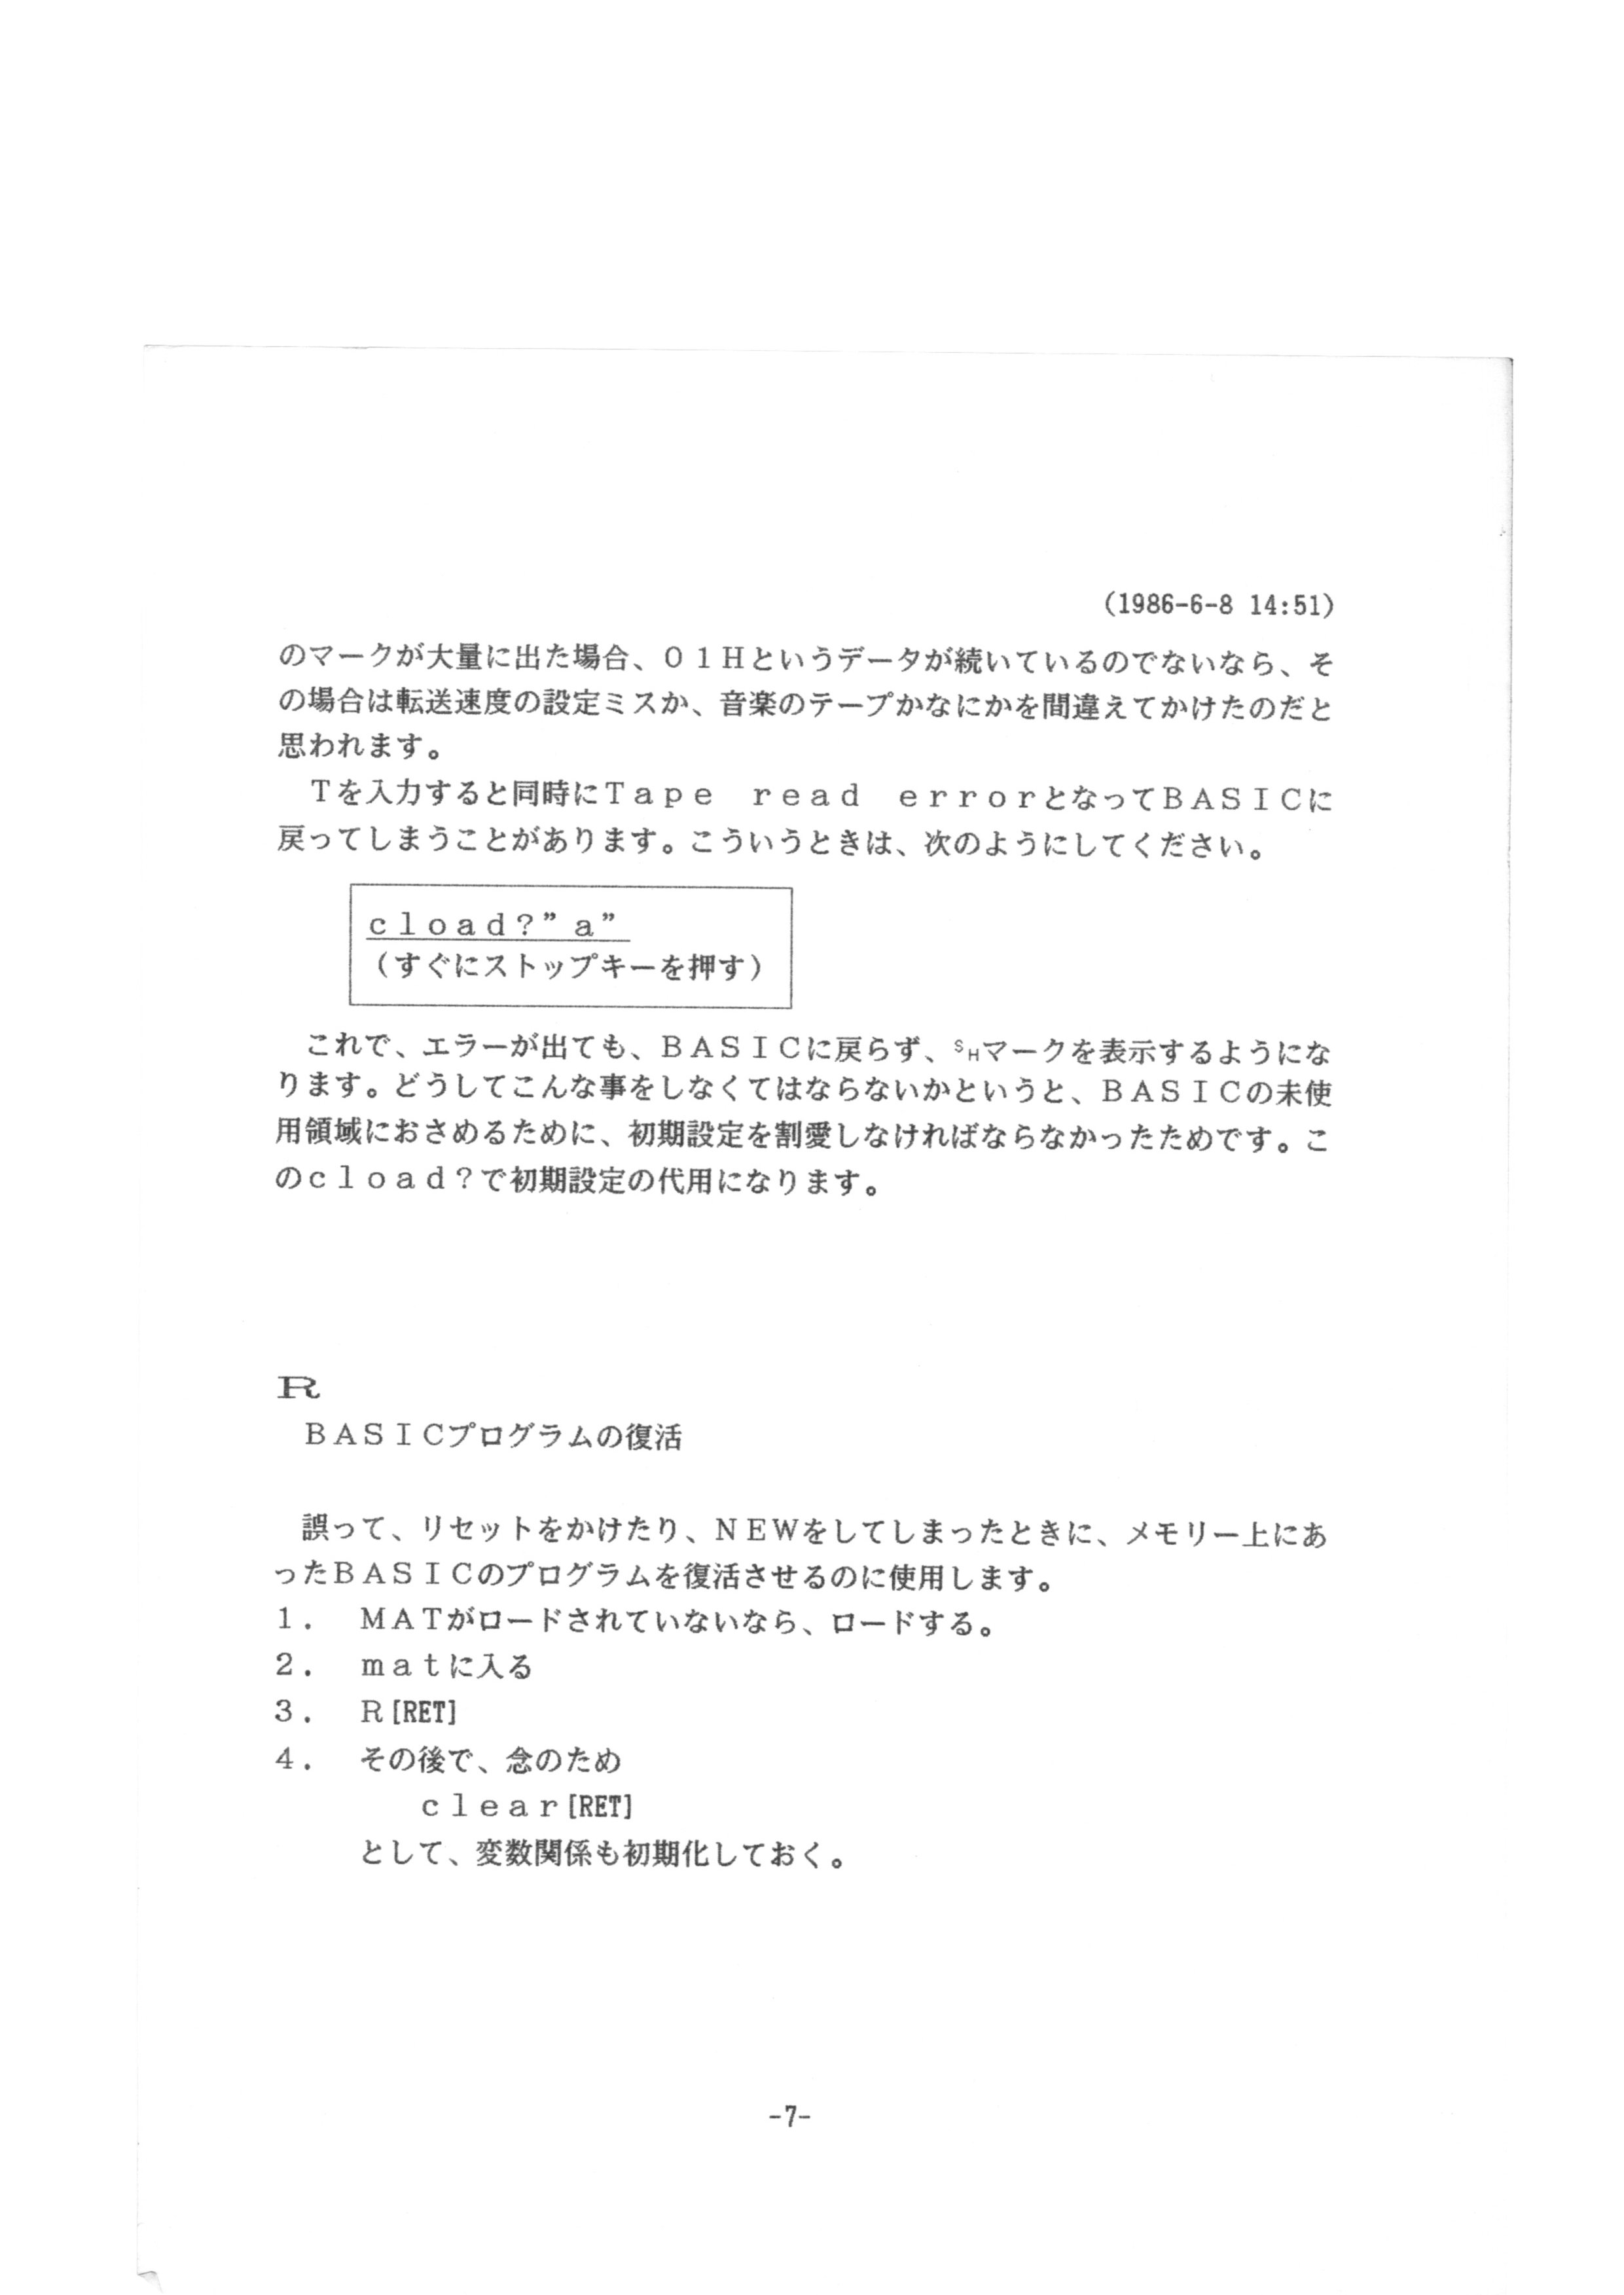 (1986-6-8 14:51)
のマークが大量に出た場合、０１Ｈというデータが続いているのでないなら、そ
の場合は転送速度の設定ミスか、音楽のテープかなにかを間違えてかけたのだと
思われます。
　Ｔを入力すると同時にＴａｐｅ　ｒｅａｄ　ｅｒｒｏｒとなってＢＡＳＩＣに
戻ってしまうことがあります。こういうときは、次のようにしてください。
ｃｌｏａｄ？”ａ”
（すぐにストップキーを押す）
　これで、エラーが出ても、ＢＡＳＩＣに戻らず、SHマークを表示するようにな
ります。どうしてこんな事をしなくてはならないかというと、ＢＡＳＩＣの未使
用領域におさめるために、初期設定を割愛しなければならなかったためです。こ
のｃｌｏａｄ？で初期設定の代用になります。
Ｒ
　ＢＡＳＩＣプログラムの復活
　誤って、リセットをかけたり、ＮＥＷをしてしまったときに、メモリー上にあ
ったＢＡＳＩＣのプログラムを復活させるのに使用します。
１．　ＭＡＴがロードされていないなら、ロードする。
２．　ｍａｔに入る
３．　Ｒ[RET]
４．　その後で、念のため
　　　　　ｃｌｅａｒ[RET]
　　　として、変数関係も初期化しておく。
-7-